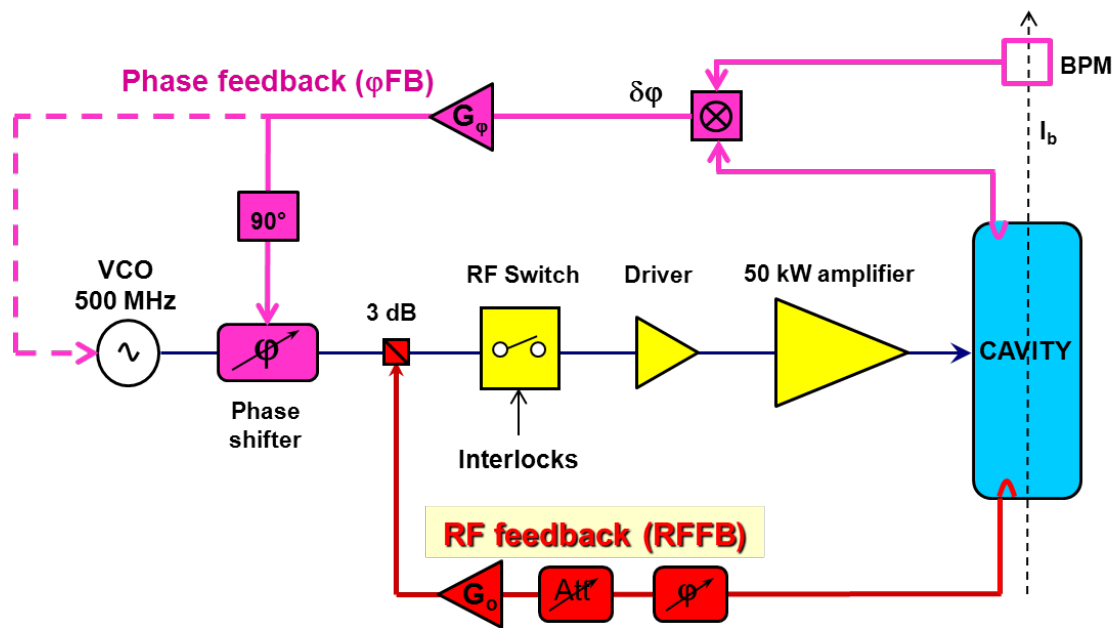 BPM
Phase feedback (φFB)
δφ
Gφ
Ib
90°
VCO
500 MHz
RF Switch
Driver
50 kW amplifier
3 dB
~
φ
CAVITY
Phase
shifter
Interlocks
RF feedback (RFFB)
Go
Att
φ